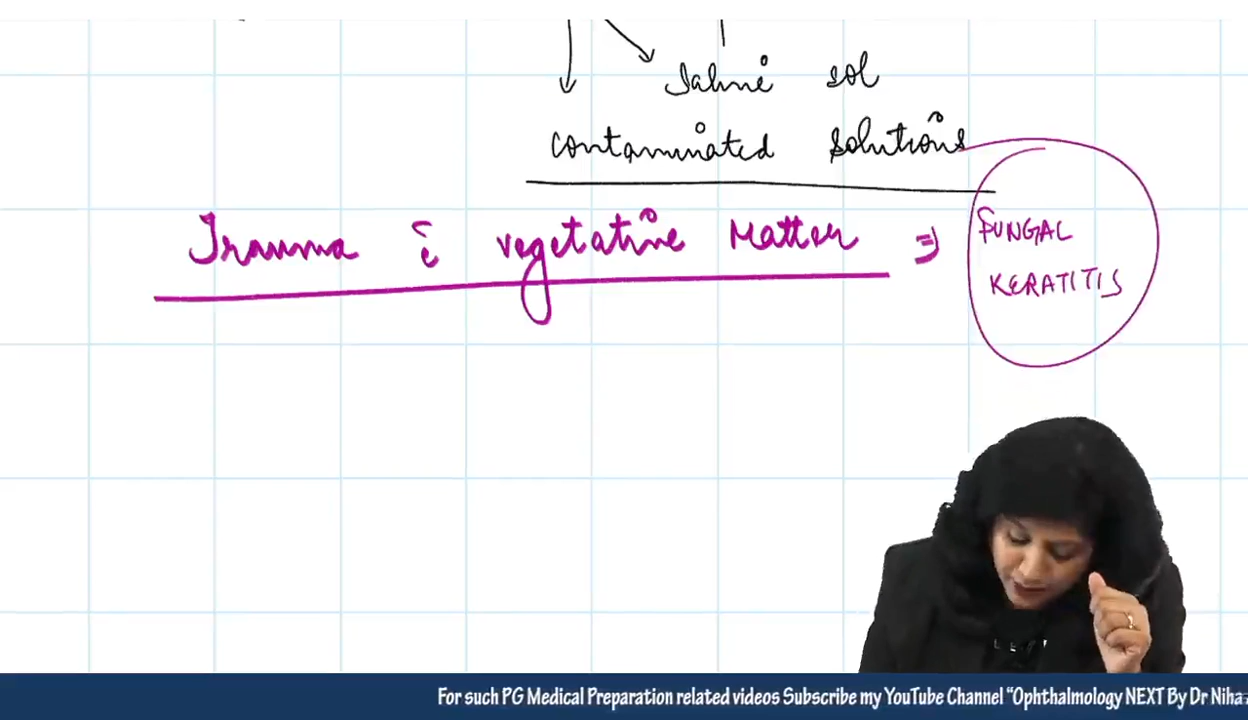 saline sol
contaminated solutions
Trauma c̄ vegetative Matter ⇒ FUNGAL
KERATITIS
For such PG Medical Preparation related videos Subscribe my YouTube Channel "Ophthalmology NEXT By Dr Niha